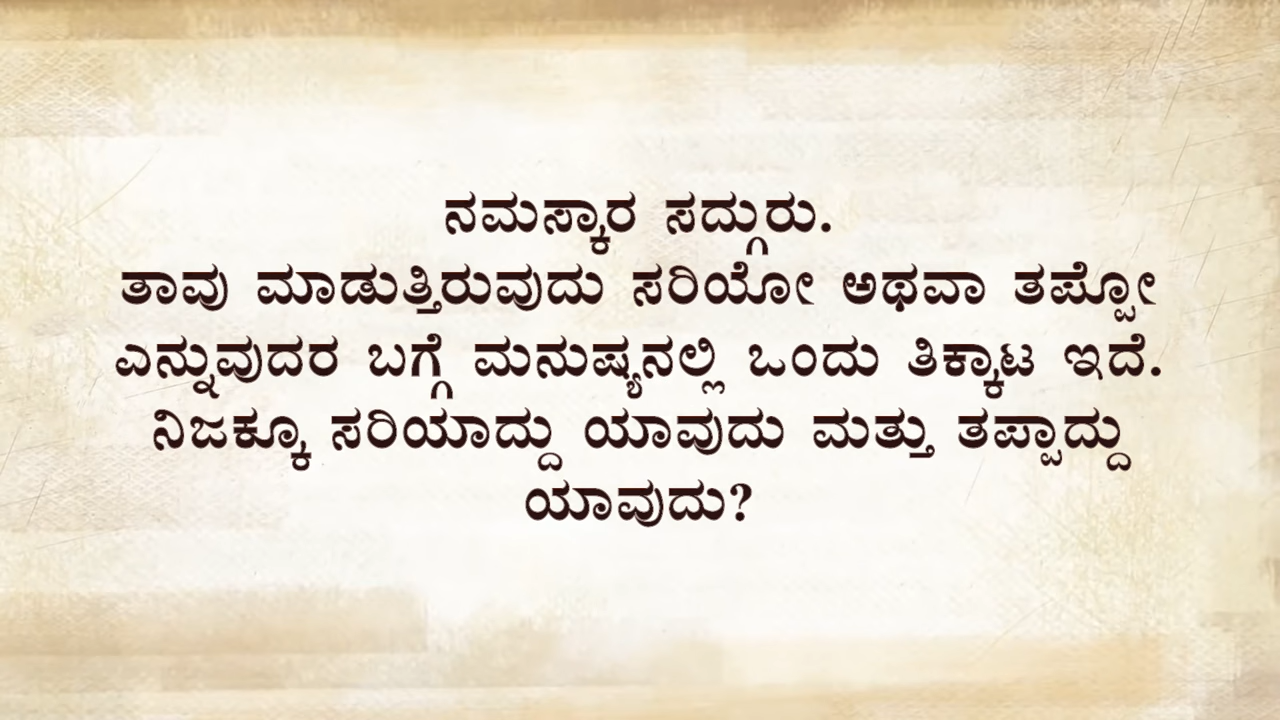 ನಮಸ್ಕಾರ ಸದ್ಗುರು.
ತಾವು ಮಾಡುತ್ತಿರುವುದು ಸರಿಯೋ ಅಥವಾ ತಪ್ಪೋ
ಎನ್ನುವುದರ ಬಗ್ಗೆ ಮನುಷ್ಯನಲ್ಲಿ ಒಂದು ತಿಕ್ಕಾಟ ಇದೆ.
ನಿಜಕ್ಕೂ ಸರಿಯಾದ್ದು ಯಾವುದು ಮತ್ತು ತಪ್ಪಾದ್ದು
ಯಾವುದು?